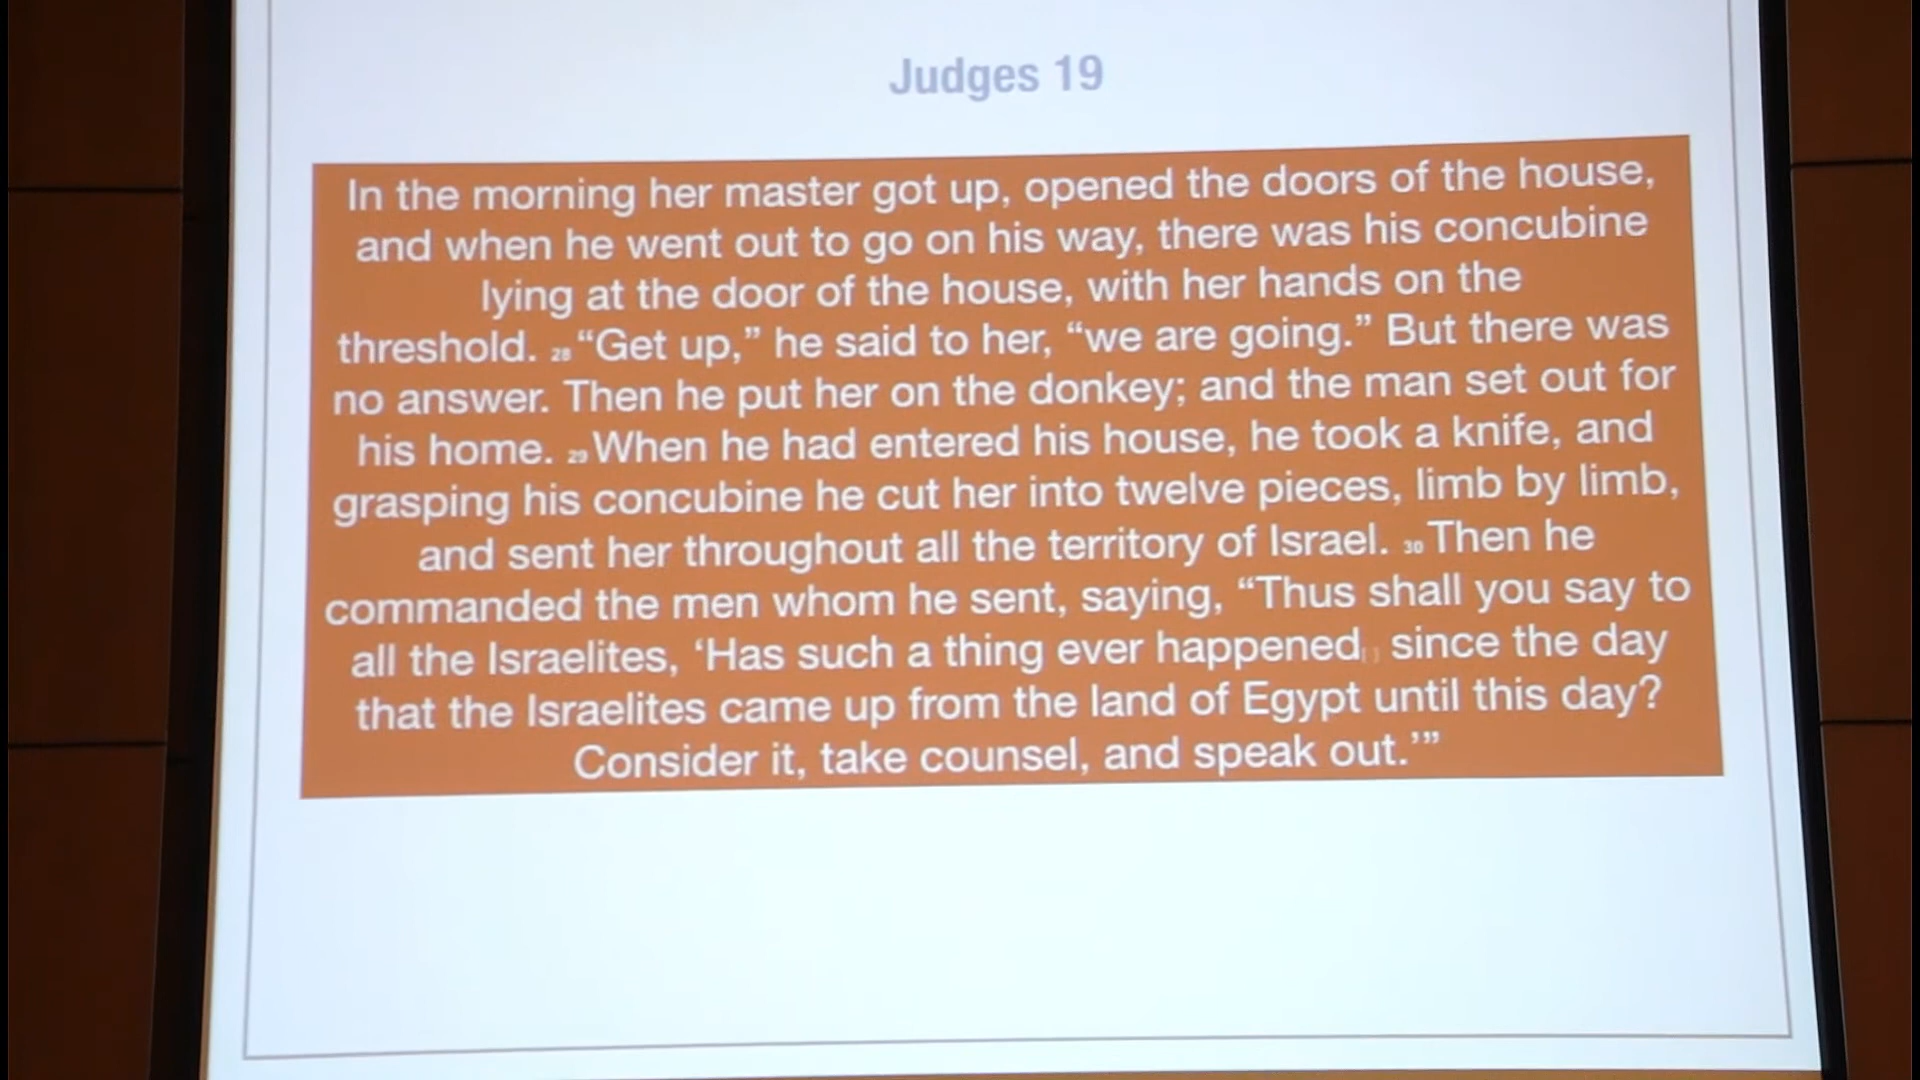 Judges 19
In the morning her master got up, opened the doors of the house,
and when he went out to go on his way, there was his concubine
lying at the door of the house, with her hands on the
threshold. 28 “Get up,” he said to her, “we are going.” But there was
no answer. Then he put her on the donkey; and the man set out for
his home. 29 When he had entered his house, he took a knife, and
grasping his concubine he cut her into twelve pieces, limb by limb,
and sent her throughout all the territory of Israel. 30 Then he
commanded the men whom he sent, saying, “Thus shall you say to
all the Israelites, ‘Has such a thing ever happened since the day
that the Israelites came up from the land of Egypt until this day?
Consider it, take counsel, and speak out.’”